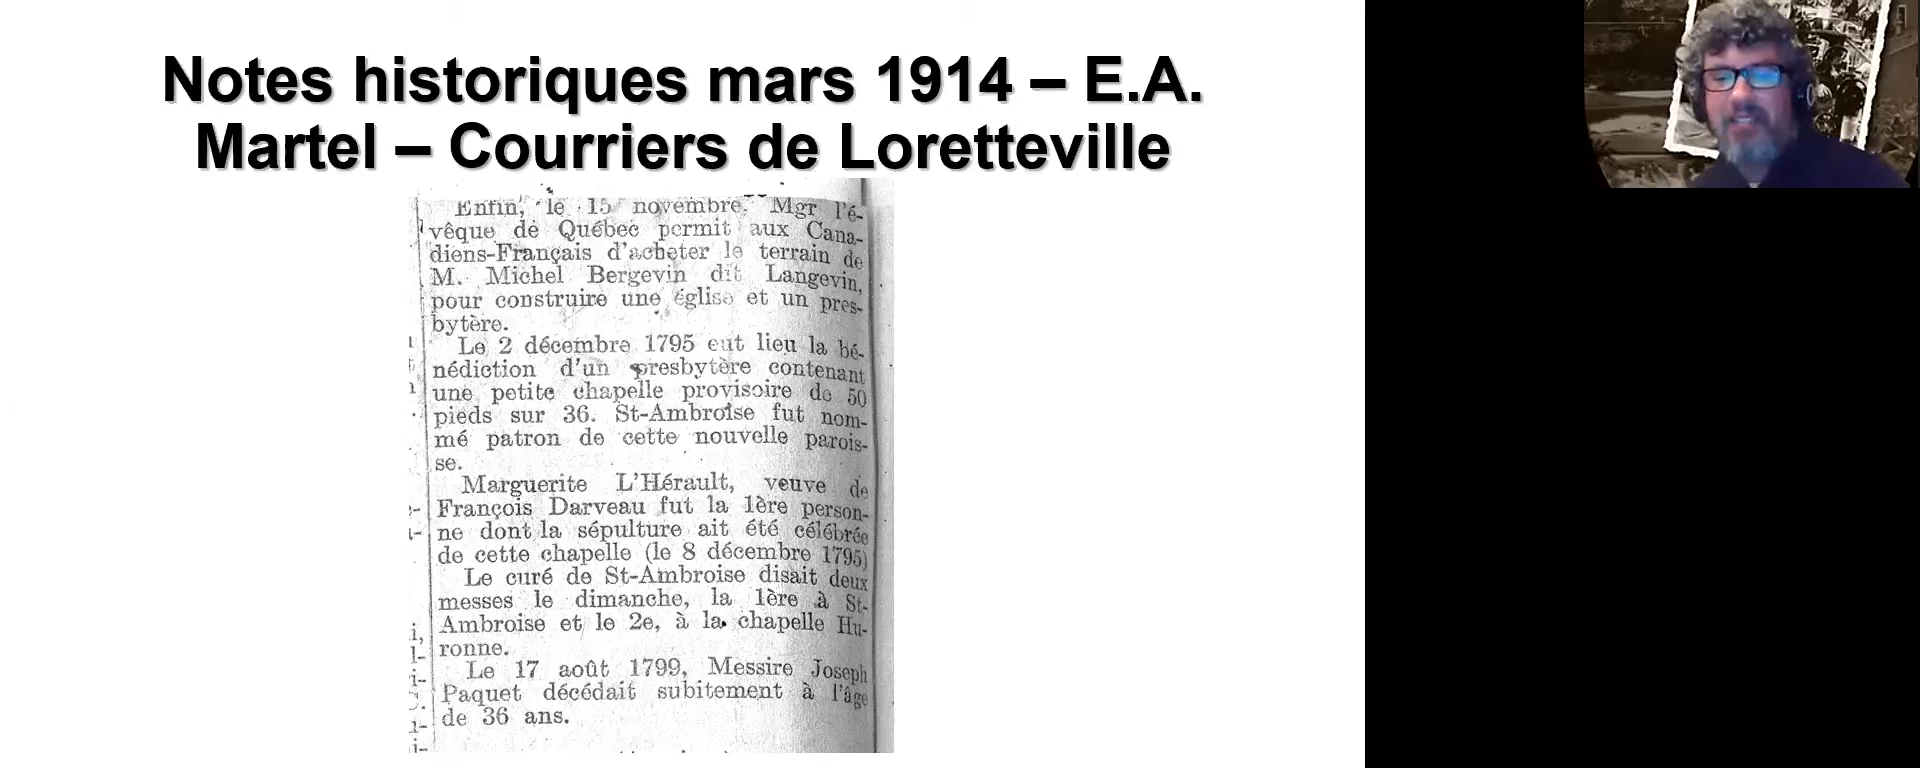 Notes historiques mars 1914 – E.A.
Martel – Courriers de Loretteville
Enfin, le 15 novembre, Mgr l'é-
vêque de Québec permit aux Cana-
diens-Français d'acheter le terrain de
M. Michel Bergevin dit Langevin,
pour construire une église et un pres-
bytère.
Le 2 décembre 1795 eut lieu la bé-
nédiction d'un presbytère contenant
une petite chapelle provisoire de 50
pieds sur 36. St-Ambroise fut nom-
mé patron de cette nouvelle parois-
se.
Marguerite L'Hérault, veuve de
François Darveau fut la 1ère person-
ne dont la sépulture ait été célébrée
de cette chapelle (le 8 décembre 1795)
Le curé de St-Ambroise disait deux
messes le dimanche, la 1ère à St-
Ambroise et le 2e, à la chapelle Hu-
ronne.
Le 17 août 1799, Messire Joseph
Paquet décédait subitement à l'âge
de 36 ans.